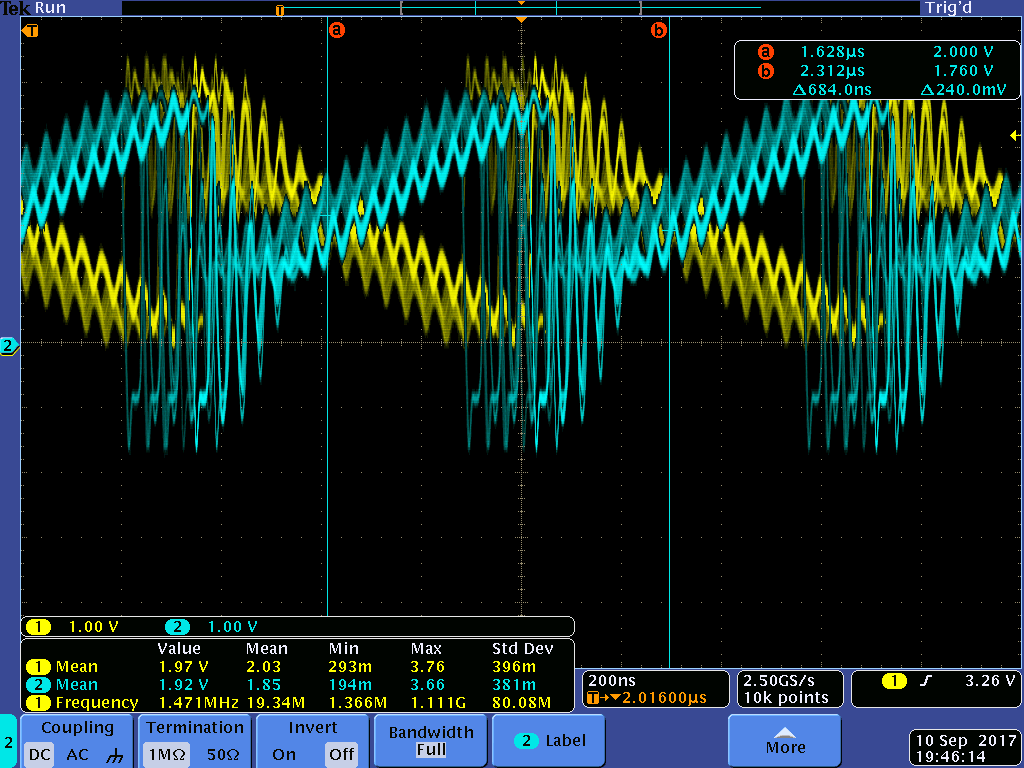 Tek Run Trig'd
T
T
a b
a 1.628µs 2.000 V
b 2.312µs 1.760 V
Δ684.0ns Δ240.0mV
2
1 1.00 V 2 1.00 V
Value Mean Min Max Std Dev
1 Mean 1.97 V 2.03 293m 3.76 396m
2 Mean 1.92 V 1.85 194m 3.66 381m
1 Frequency 1.471MHz 19.34M 1.366M 1.111G 80.08M
200ns
T→▼2.01600µs
2.50GS/s
10k points
1 3.26 V
2
Coupling
DC AC
Termination
1MΩ 50Ω
Invert
On Off
Bandwidth
Full
2 Label
More
10 Sep 2017
19:46:14